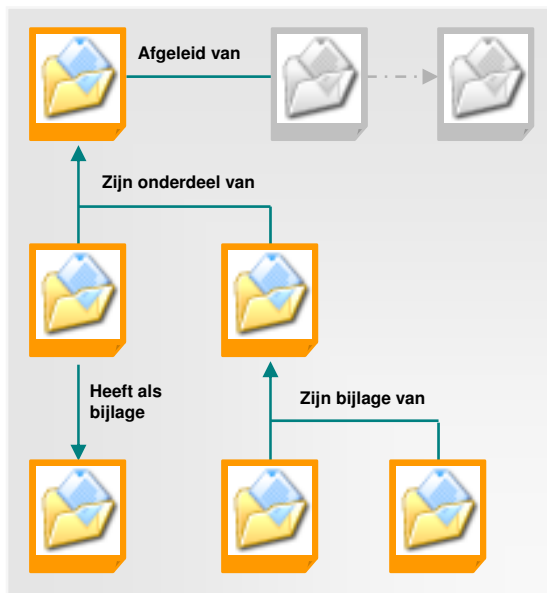 Afgeleid van
Zijn onderdeel van
Heeft als
bijlage
Zijn bijlage van